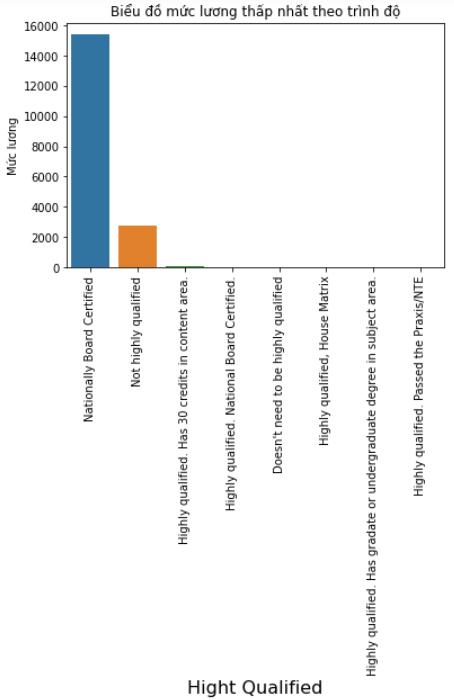 Biểu đồ mức lương thấp nhất theo trình độ
16000
14000
12000
10000
8000
6000
4000
2000
0
Mức lương
Nationally Board Certified
Not highly qualified
Highly qualified. Has 30 credits in content area.
Highly qualified. National Board Certified.
Doesn't need to be highly qualified
Highly qualified, House Matrix
Highly qualified. Has gradate or undergraduate degree in subject area.
Highly qualified. Passed the Praxis/NTE
Hight Qualified